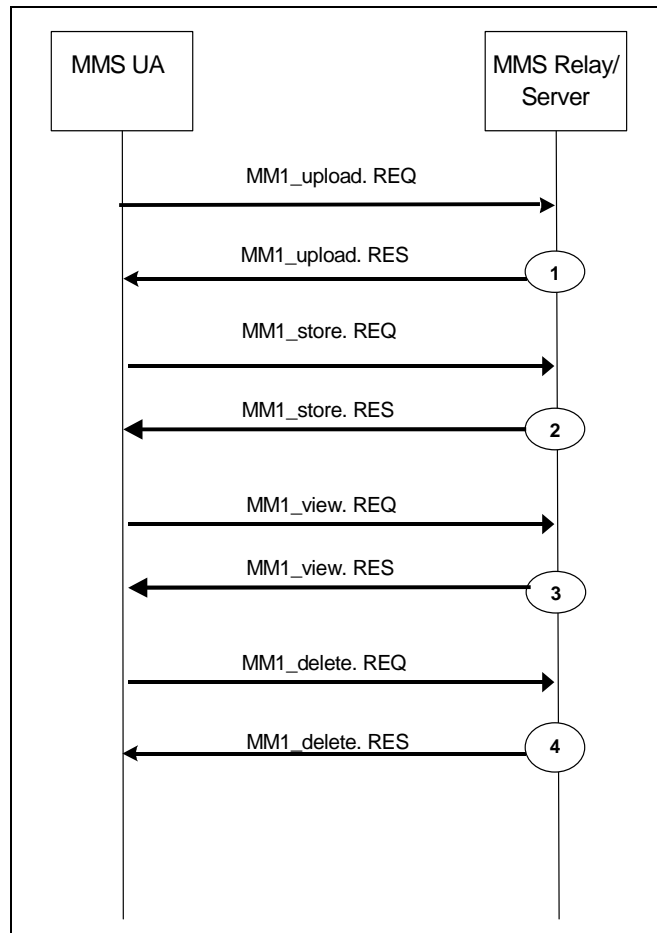 MMS UA
MMS Relay/
Server
MM1_upload. REQ
MM1_upload. RES
1
MM1_store. REQ
MM1_store. RES
2
MM1_view. REQ
MM1_view. RES
3
MM1_delete. REQ
MM1_delete. RES
4